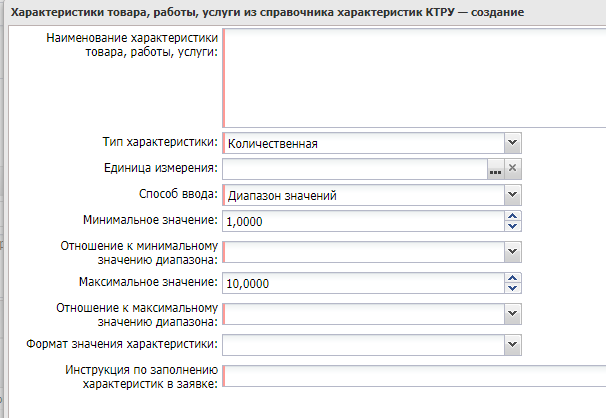 Характеристики товара, работы, услуги из справочника характеристик КТРУ — создание
Наименование характеристики
товара, работы, услуги:
Тип характеристики: Количественная
Единица измерения: ...
Способ ввода: Диапазон значений
Минимальное значение: 1,0000
Отношение к минимальному
значению диапазона:
Максимальное значение: 10,0000
Отношение к максимальному
значению диапазона:
Формат значения характеристики:
Инструкция по заполнению
характеристик в заявке: